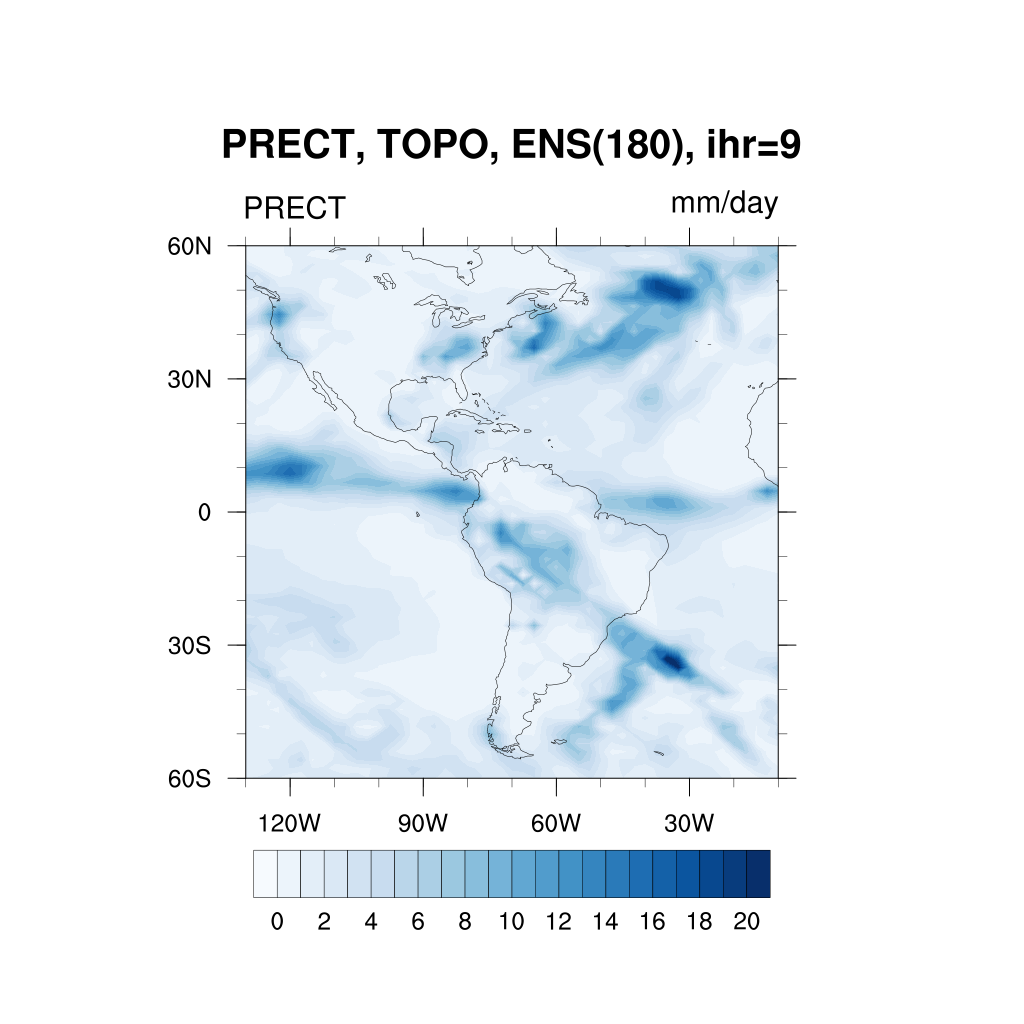 PRECT, TOPO, ENS(180), ihr=9
PRECT mm/day
60N
30N
0
30S
60S
120W 90W 60W 30W
0 2 4 6 8 10 12 14 16 18 20